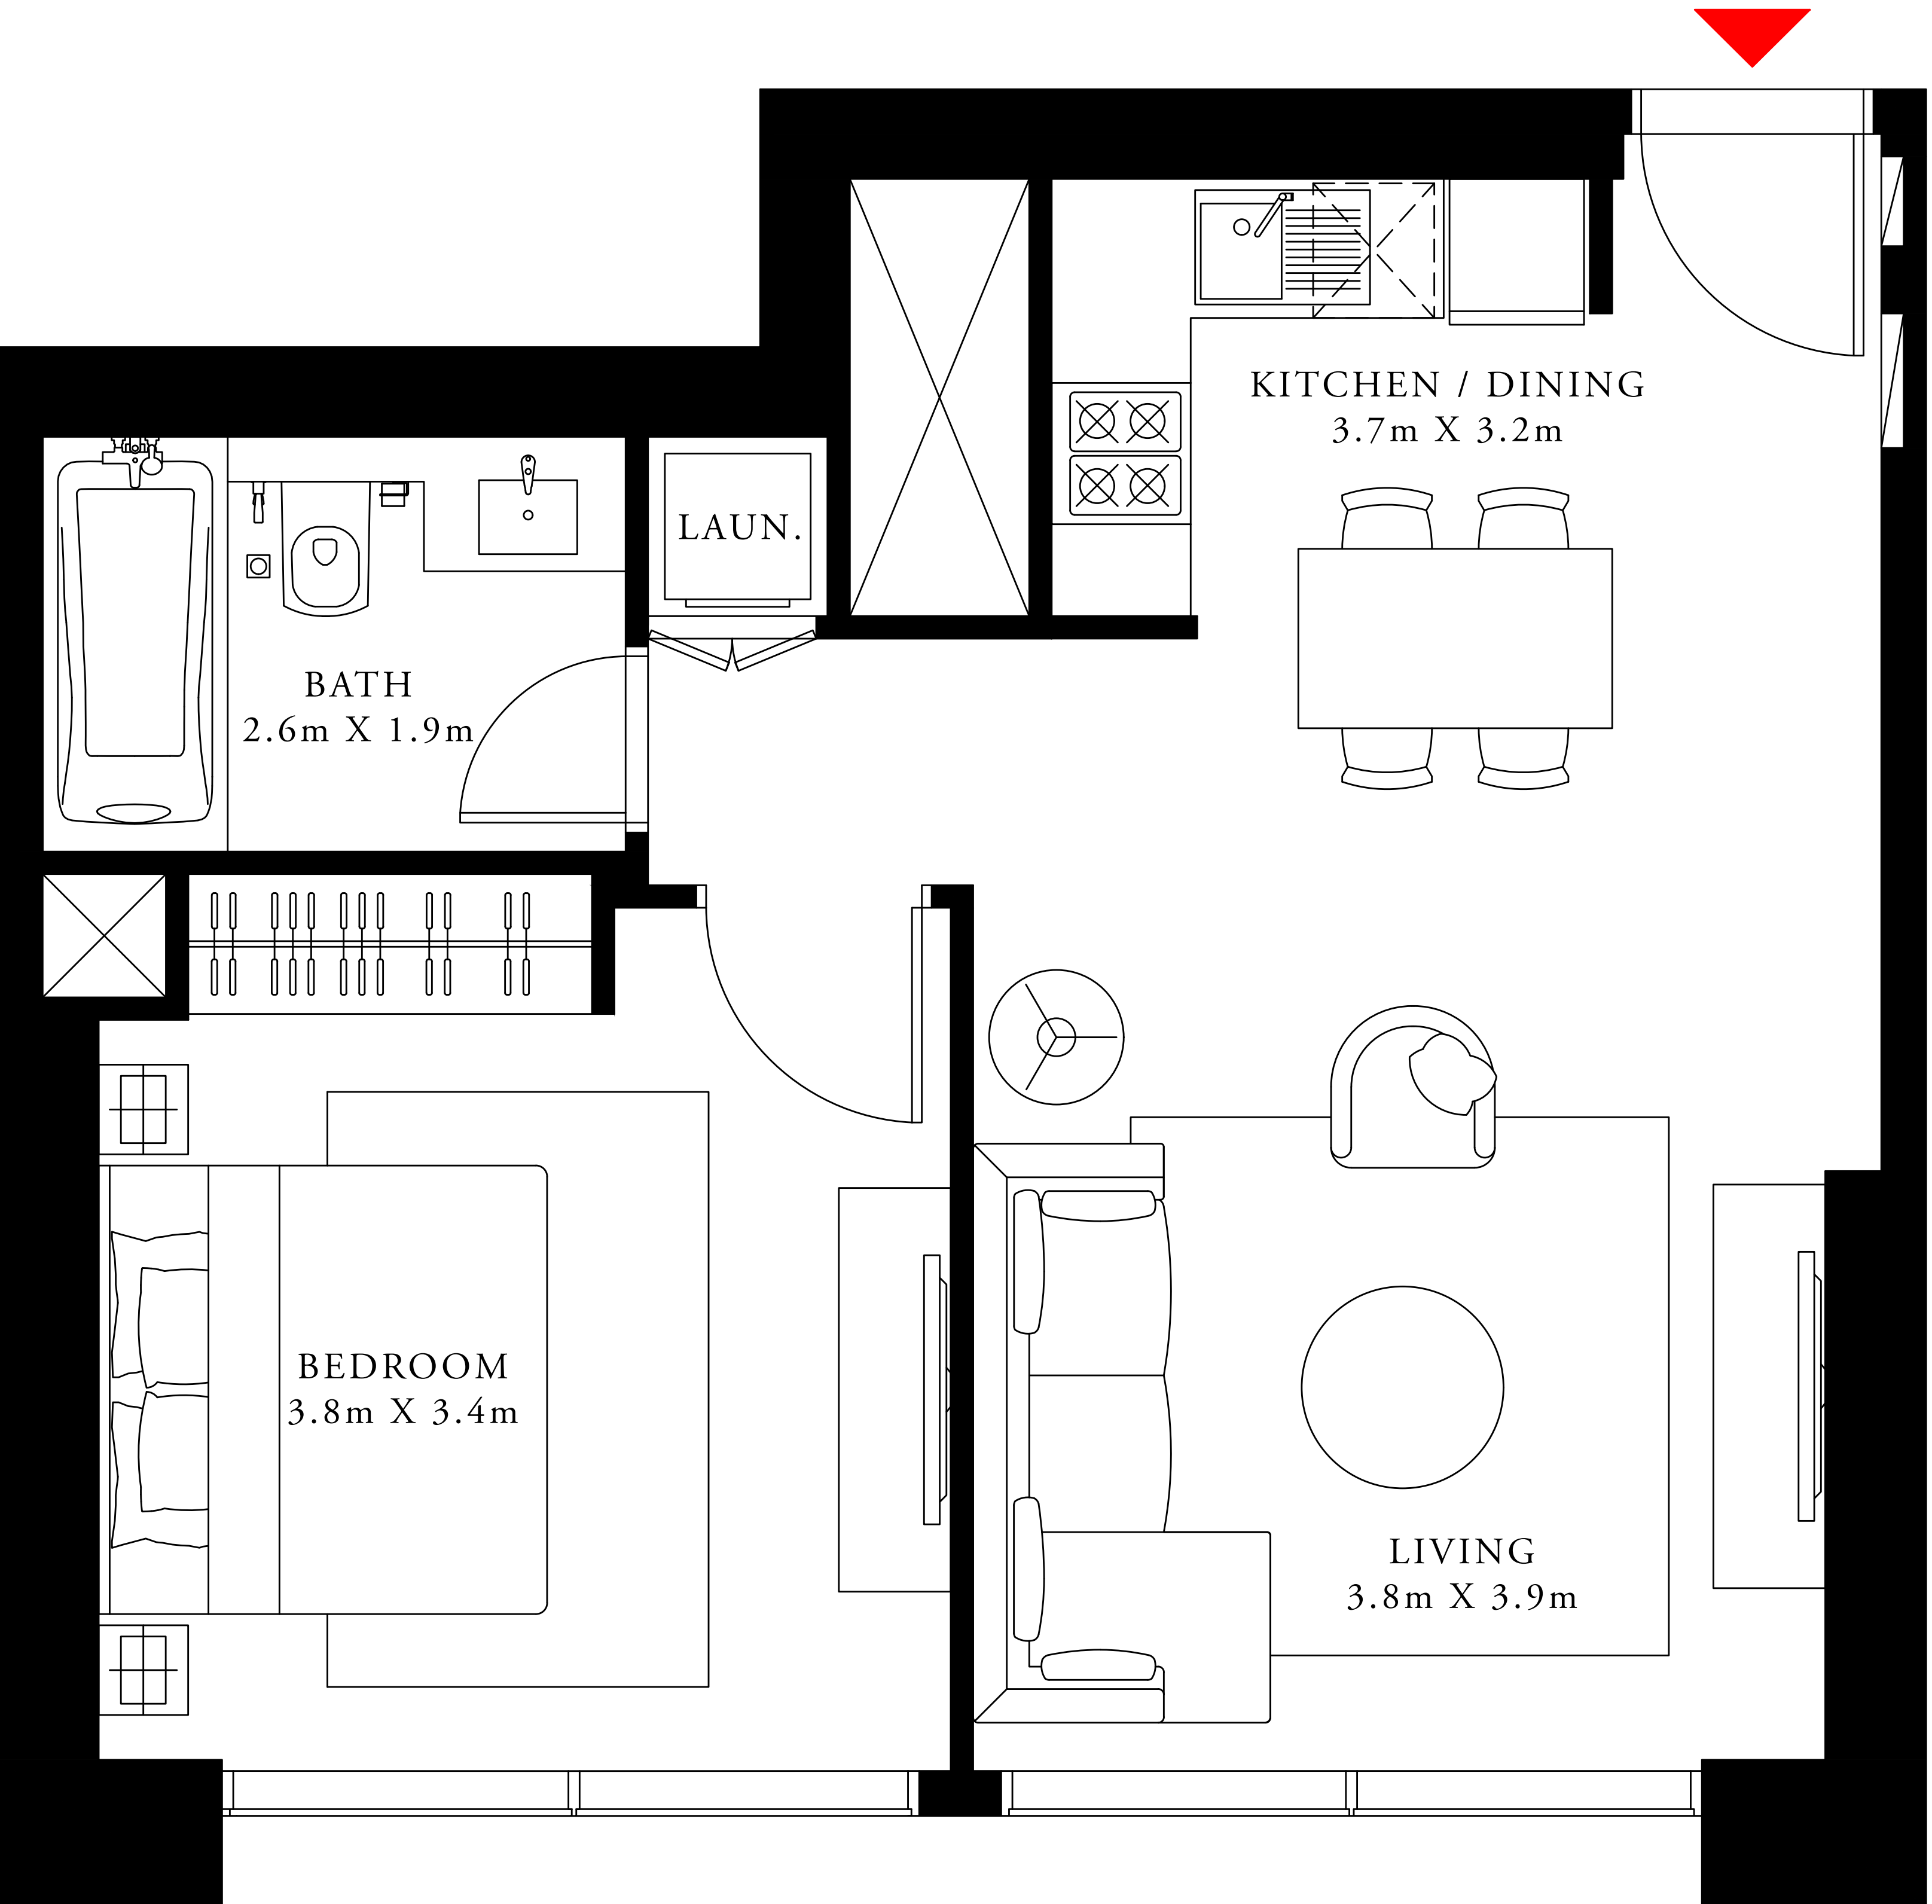 KITCHEN / DINING
3.7m X 3.2m
LAUN.
BATH
2.6m X 1.9m
BEDROOM
3.8m X 3.4m
LIVING
3.8m X 3.9m